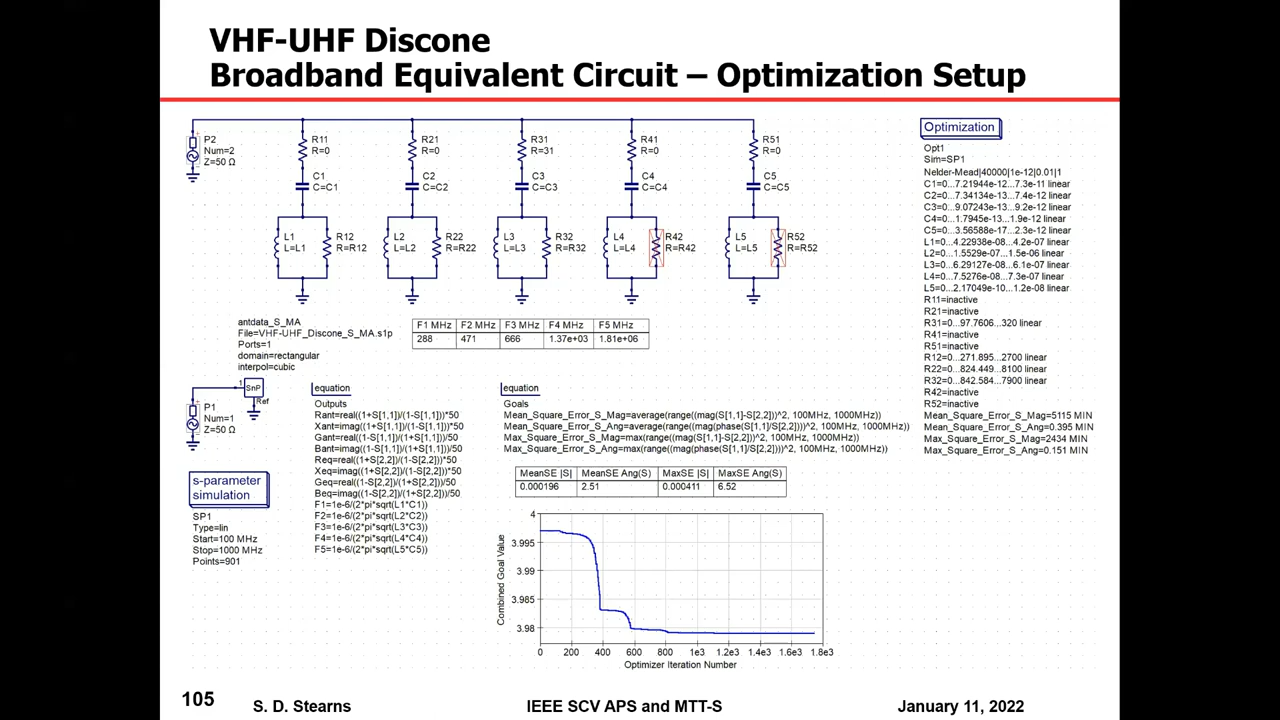 VHF-UHF Discone
Broadband Equivalent Circuit – Optimization Setup
P2
Num=2
Z=50 Ω
R11
R=0
R21
R=0
R31
R=31
R41
R=0
R51
R=0
C1
C=C1
C2
C=C2
C3
C=C3
C4
C=C4
C5
C=C5
L1
L=L1
R12
R=R12
L2
L=L2
R22
R=R22
L3
L=L3
R32
R=R32
L4
L=L4
R42
R=R42
L5
L=L5
R52
R=R52
Optimization
Opt1
Sim=SP1
Nelder-Mead|40000|1e-12|0.01|1
C1=0...7.21944e-12...7.3e-11 linear
C2=0...7.34134e-13...7.4e-12 linear
C3=0...9.07243e-13...9.2e-12 linear
C4=0...1.7945e-13...1.9e-12 linear
C5=0...3.56588e-17...2.3e-12 linear
L1=0...4.22938e-08...4.2e-07 linear
L2=0...1.5529e-07...1.5e-06 linear
L3=0...6.29127e-08...6.1e-07 linear
L4=0...7.5276e-08...7.3e-07 linear
L5=0...2.17049e-10...1.2e-08 linear
R11=inactive
R21=inactive
R31=0...97.7606...320 linear
R41=inactive
R51=inactive
R12=0...271.895...2700 linear
R22=0...824.449...8100 linear
R32=0...842.584...7900 linear
R42=inactive
R52=inactive
Mean_Square_Error_S_Mag=5115 MIN
Mean_Square_Error_S_Ang=0.395 MIN
Max_Square_Error_S_Mag=2434 MIN
Max_Square_Error_S_Ang=0.151 MIN
antdata_S_MA
File=VHF-UHF_Discone_S_MA.s1p
Ports=1
domain=rectangular
interpol=cubic
F1 MHz F2 MHz F3 MHz F4 MHz F5 MHz
288 471 666 1.37e+03 1.81e+06
1 SnP
Ref
P1
Num=1
Z=50 Ω
equation
Outputs
Rant=real((1+S[1,1])/(1-S[1,1]))*50
Xant=imag((1+S[1,1])/(1-S[1,1]))*50
Gant=real((1-S[1,1])/(1+S[1,1]))/50
Bant=imag((1-S[1,1])/(1+S[1,1]))/50
Req=real((1+S[2,2])/(1-S[2,2]))*50
Xeq=imag((1+S[2,2])/(1-S[2,2]))*50
Geq=real((1-S[2,2])/(1+S[2,2]))/50
Beq=imag((1-S[2,2])/(1+S[2,2]))/50
F1=1e-6/(2*pi*sqrt(L1*C1))
F2=1e-6/(2*pi*sqrt(L2*C2))
F3=1e-6/(2*pi*sqrt(L3*C3))
F4=1e-6/(2*pi*sqrt(L4*C4))
F5=1e-6/(2*pi*sqrt(L5*C5))
equation
Goals
Mean_Square_Error_S_Mag=average(range((mag(S[1,1]-S[2,2]))^2, 100MHz, 1000MHz))
Mean_Square_Error_S_Ang=average(range((mag(phase(S[1,1]/S[2,2])))^2, 100MHz, 1000MHz))
Max_Square_Error_S_Mag=max(range((mag(S[1,1]-S[2,2]))^2, 100MHz, 1000MHz))
Max_Square_Error_S_Ang=max(range((mag(phase(S[1,1]/S[2,2])))^2, 100MHz, 1000MHz))
MeanSE |S| MeanSE Ang(S) MaxSE |S| MaxSE Ang(S)
0.000196 2.51 0.000411 6.52
s-parameter
simulation
SP1
Type=lin
Start=100 MHz
Stop=1000 MHz
Points=901
Combined Goal Value
4
3.995
3.99
3.985
3.98
0 200 400 600 800 1e3 1.2e3 1.4e3 1.6e3 1.8e3
Optimizer Iteration Number
105
S. D. Stearns
IEEE SCV APS and MTT-S
January 11, 2022